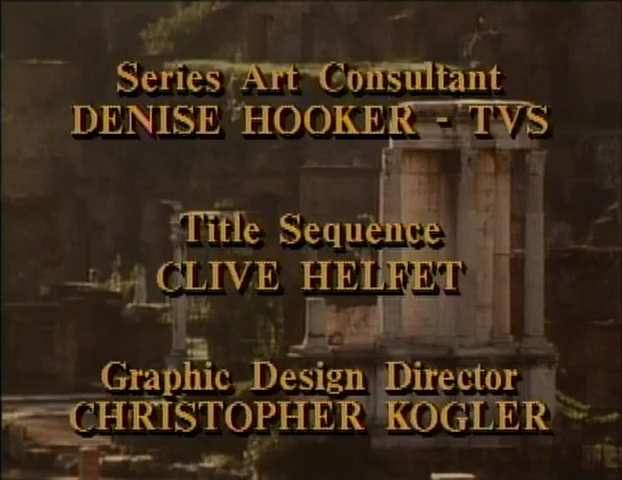 Series Art Consultant
DENISE HOOKER - TVS
Title Sequence
CLIVE HELFET
Graphic Design Director
CHRISTOPHER KOGLER